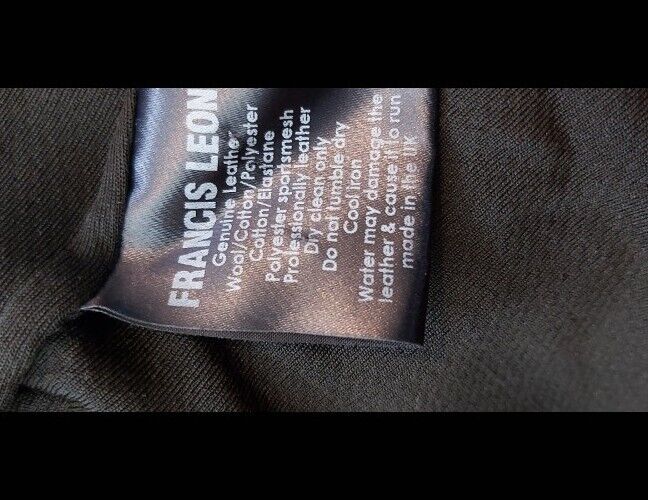 FRANCIS LEON
Genuine Leather
Wool/Cotton/Polyester
Cotton/Elastane
Polyester sportsmesh
Professionally leather
Dry clean only
Do not tumble dry
Cool iron
Water may damage the
leather & cause it to run
made in the UK